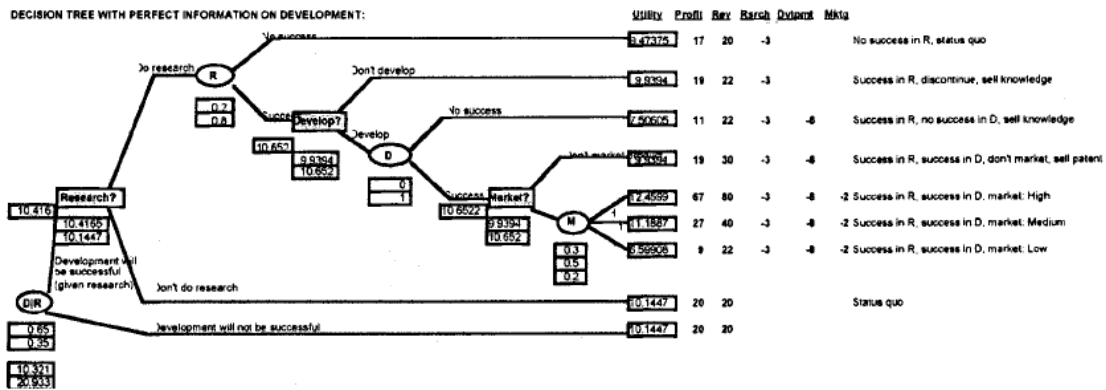 DECISION TREE WITH PERFECT INFORMATION ON DEVELOPMENT:
Utility Profit Rev Rsrch Dvlpmt Mktg
No success
9.47375 17 20 -3 No success in R, status quo
Do research
R
Don't develop
9.9394 19 22 -3 Success in R, discontinue, sell knowledge
0.2
0.8
Develop?
No success
7.50605 11 22 -3 -8 Success in R, no success in D, sell knowledge
Develop
10.652
9.9394
10.652
D
Don't market
9.9394 19 30 -3 -8 Success in R, success in D, don't market, sell patent
0
1
Research?
Success
Market?
12.4599 67 80 -3 -8 -2 Success in R, success in D, market: High
10.416
10.6522
10.4165
10.1447
9.9394
10.652
M
11.1887 27 40 -3 -8 -2 Success in R, success in D, market: Medium
6.59908 9 22 -3 -8 -2 Success in R, success in D, market: Low
0.3
0.5
0.2
Development will
be successful
(given research)
Don't do research
D|R
10.1447 20 20 Status quo
Development will not be successful
10.1447 20 20
0.65
0.35
10.321
20.933